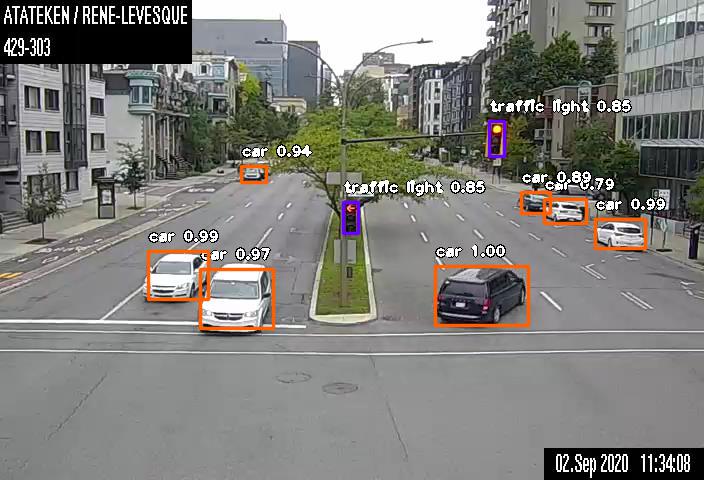 ATATEKEN / RENE-LEVESQUE
429-303
traffic light 0.85
car 0.94
car 0.89
car 0.79
traffic light 0.85
car 0.99
car 0.99
car 0.97
car 1.00
02.Sep 2020 11:34:08